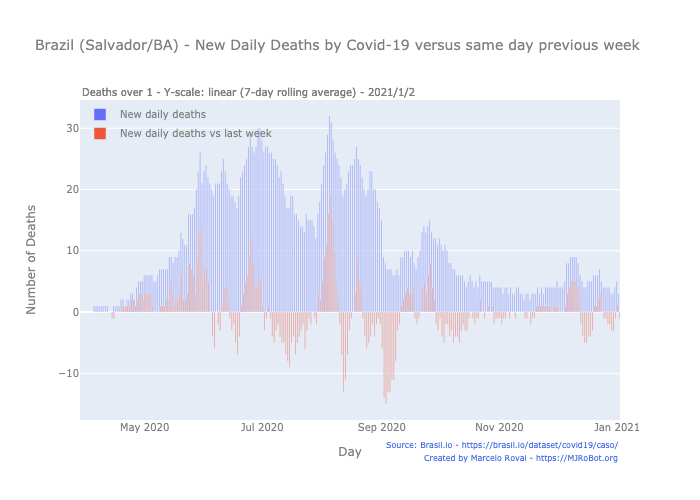 Brazil (Salvador/BA) - New Daily Deaths by Covid-19 versus same day previous week
Deaths over 1 - Y-scale: linear (7-day rolling average) - 2021/1/2
New daily deaths
New daily deaths vs last week
Number of Deaths
30
20
10
0
−10
May 2020
Jul 2020
Sep 2020
Nov 2020
Jan 2021
Day
Source: Brasil.io - https://brasil.io/dataset/covid19/caso/
Created by Marcelo Rovai - https://MJRoBot.org